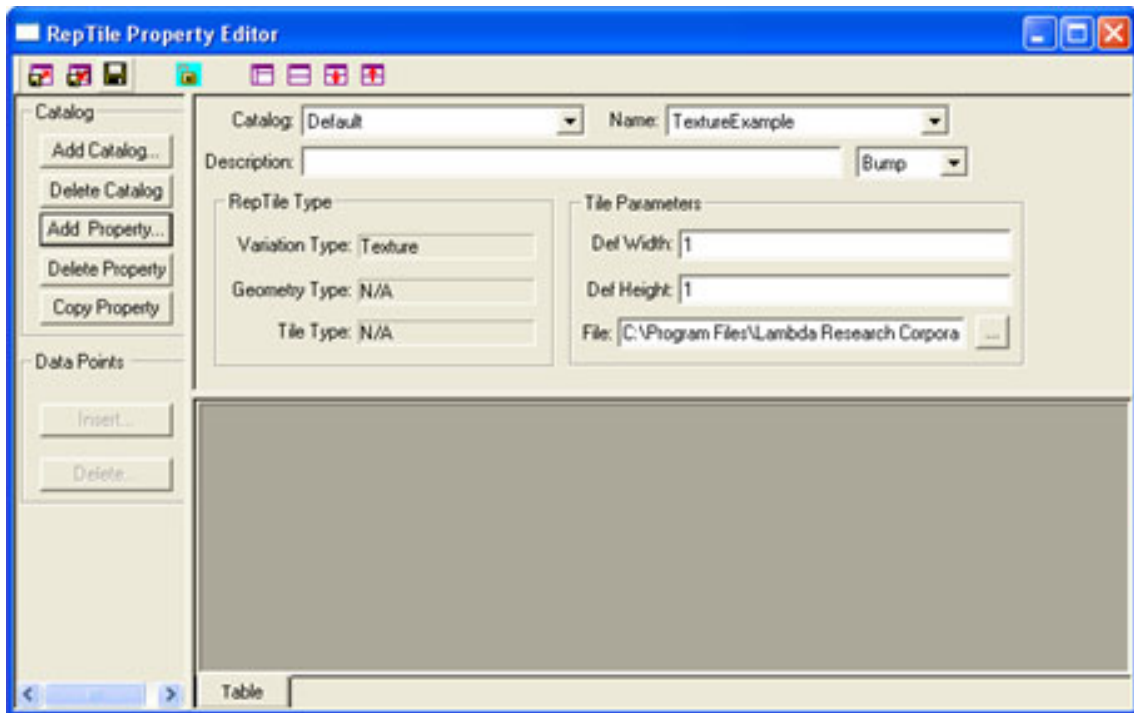 RepTile Property Editor
Catalog
Add Catalog...
Delete Catalog
Add Property...
Delete Property
Copy Property
Data Points
Insert...
Delete...
Catalog: Default
Name: TextureExample
Description:
Bump
RepTile Type
Variation Type: Texture
Geometry Type: N/A
Tile Type: N/A
Tile Parameters
Def Width: 1
Def Height: 1
File: C:\Program Files\Lambda Research Corpora
...
Table